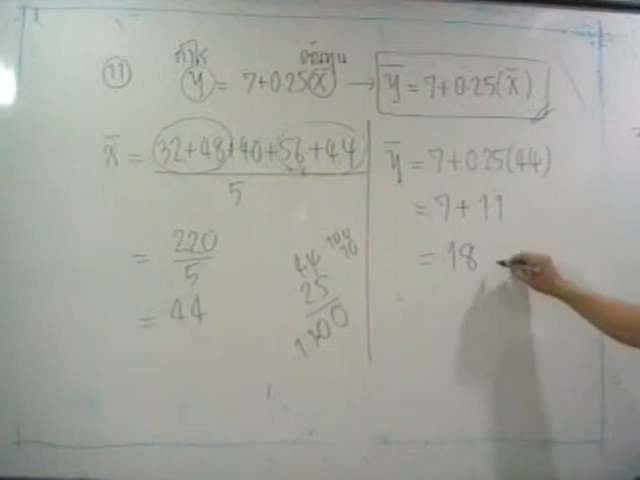 กำไร ต้นทุน
11 y = 7+0.25(x) → ȳ = 7+0.25(x̄)
x̄ = 32+48+40+56+44
5
= 220
5
= 44
44
25
1100
ȳ = 7+0.25(44)
= 7+11
= 18